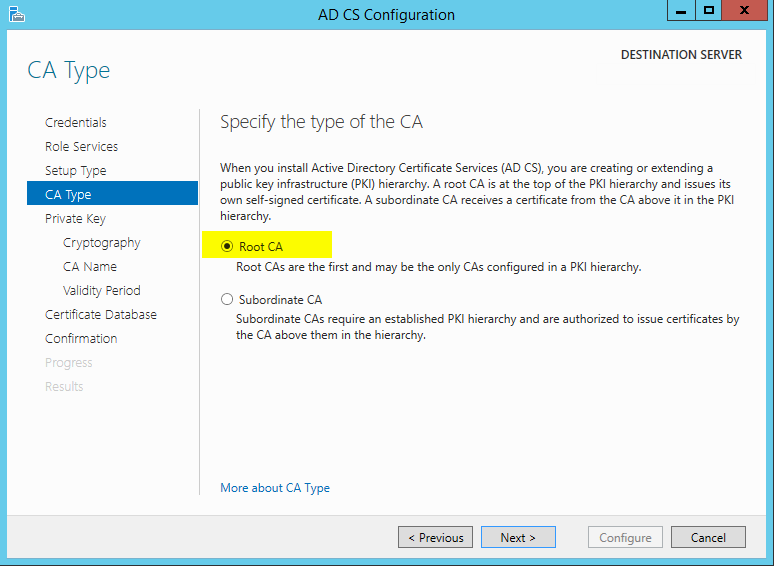 AD CS Configuration
X
CA Type
DESTINATION SERVER
Credentials
Role Services
Setup Type
CA Type
Private Key
Cryptography
CA Name
Validity Period
Certificate Database
Confirmation
Progress
Results
Specify the type of the CA
When you install Active Directory Certificate Services (AD CS), you are creating or extending a
public key infrastructure (PKI) hierarchy. A root CA is at the top of the PKI hierarchy and issues its
own self-signed certificate. A subordinate CA receives a certificate from the CA above it in the PKI
hierarchy.
Root CA
Root CAs are the first and may be the only CAs configured in a PKI hierarchy.
Subordinate CA
Subordinate CAs require an established PKI hierarchy and are authorized to issue certificates by
the CA above them in the hierarchy.
More about CA Type
< Previous
Next >
Configure
Cancel